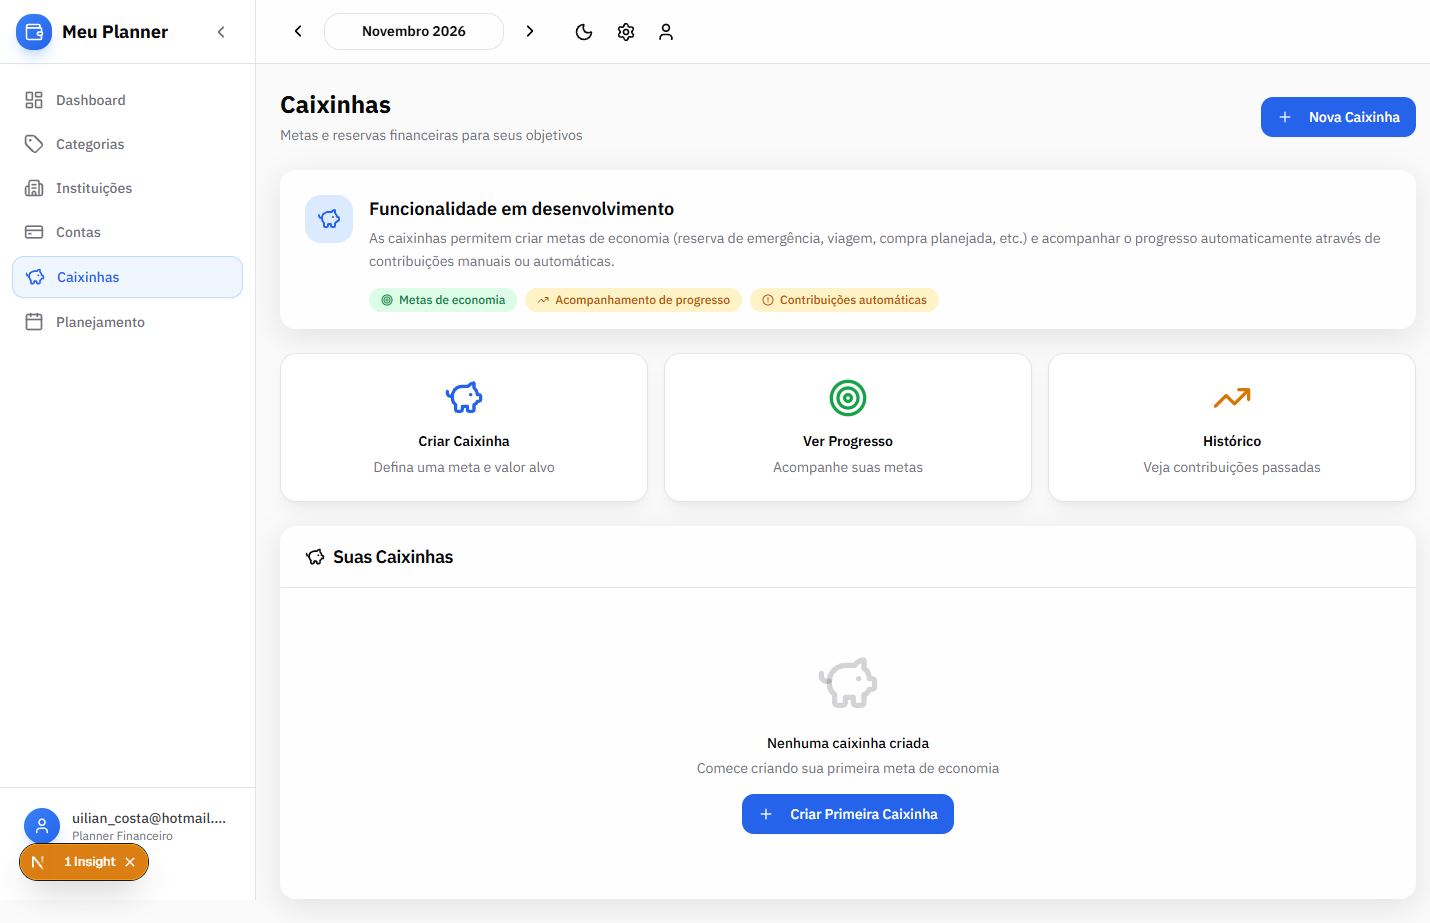 Meu Planner
Novembro 2026
Dashboard
Categorias
Instituições
Contas
Caixinhas
Planejamento
Caixinhas
Metas e reservas financeiras para seus objetivos
Nova Caixinha
Funcionalidade em desenvolvimento
As caixinhas permitem criar metas de economia (reserva de emergência, viagem, compra planejada, etc.) e acompanhar o progresso automaticamente através de
contribuições manuais ou automáticas.
Metas de economia
Acompanhamento de progresso
Contribuições automáticas
Criar Caixinha
Defina uma meta e valor alvo
Ver Progresso
Acompanhe suas metas
Histórico
Veja contribuições passadas
Suas Caixinhas
Nenhuma caixinha criada
Comece criando sua primeira meta de economia
Criar Primeira Caixinha
uilian_costa@hotmail....
Planner Financeiro
N
1 Insight